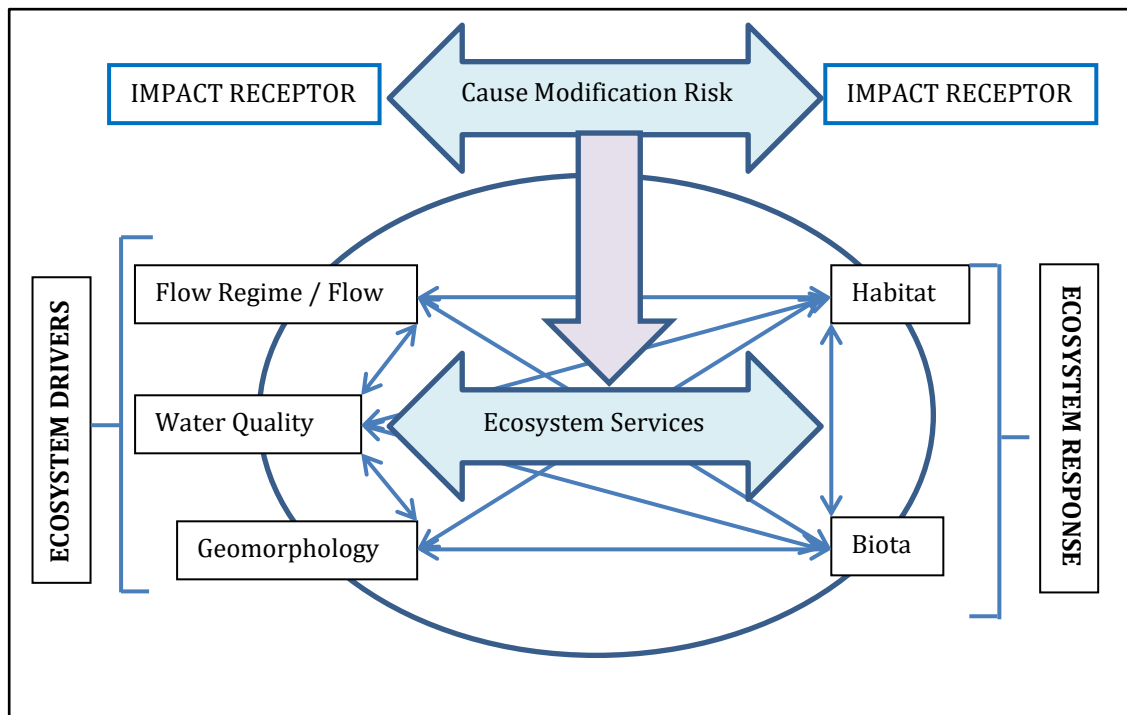 IMPACT RECEPTOR
Cause Modification Risk
IMPACT RECEPTOR
ECOSYSTEM DRIVERS
Flow Regime / Flow
Water Quality
Geomorphology
Ecosystem Services
Habitat
Biota
ECOSYSTEM RESPONSE